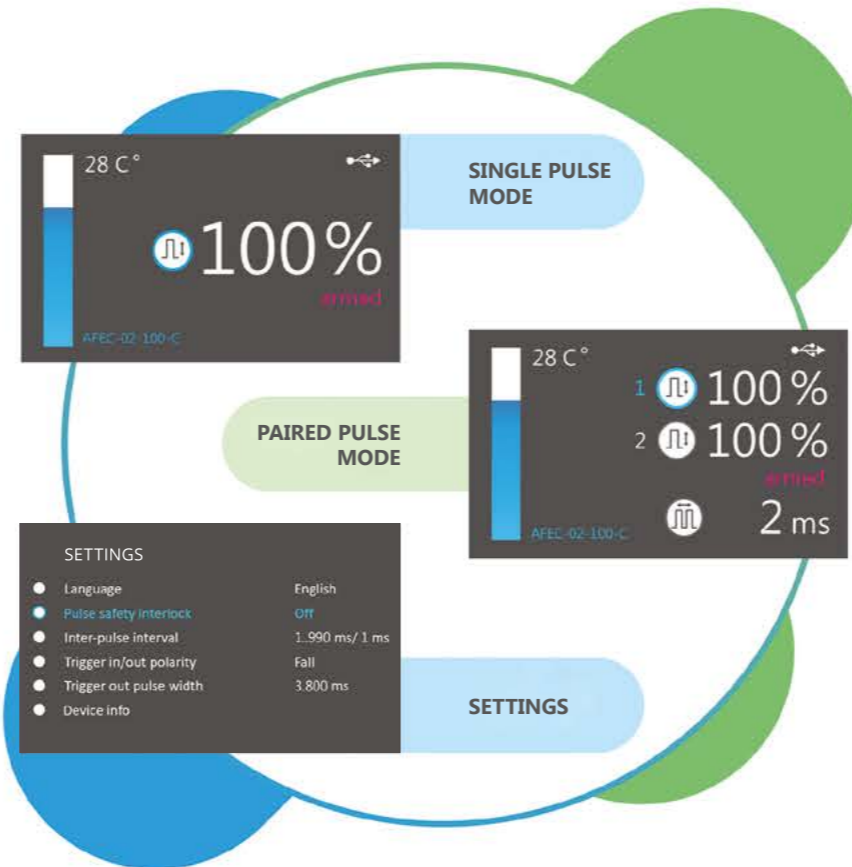 28 C°
100 %
armed
AFEC-02-100-C
SINGLE PULSE
MODE
28 C°
1 100 %
2 100 %
armed
2 ms
AFEC-02-100-C
PAIRED PULSE
MODE
SETTINGS
Language English
Pulse safety interlock Off
Inter-pulse interval 1..990 ms/ 1 ms
Trigger in/out polarity Fall
Trigger out pulse width 3.800 ms
Device info
SETTINGS